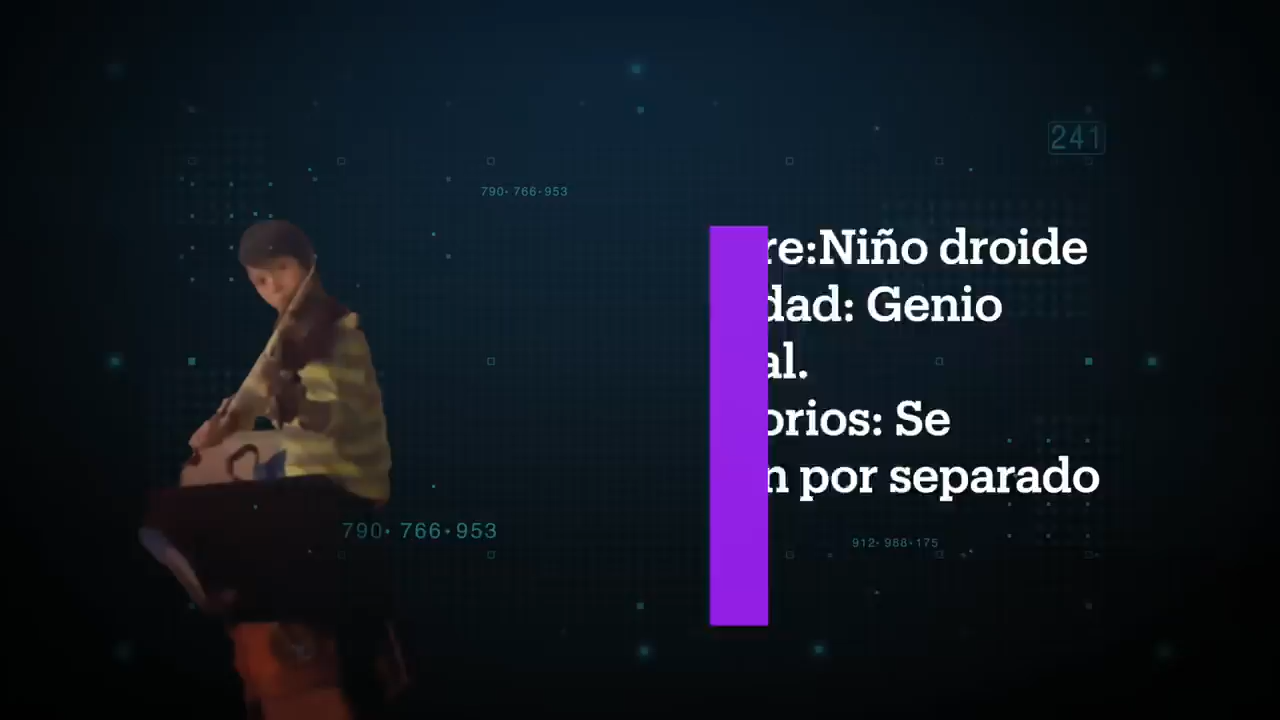 241
790· 766·953
re:Niño droide
dad: Genio
al.
orios: Se
n por separado
790· 766·953
912· 988·175